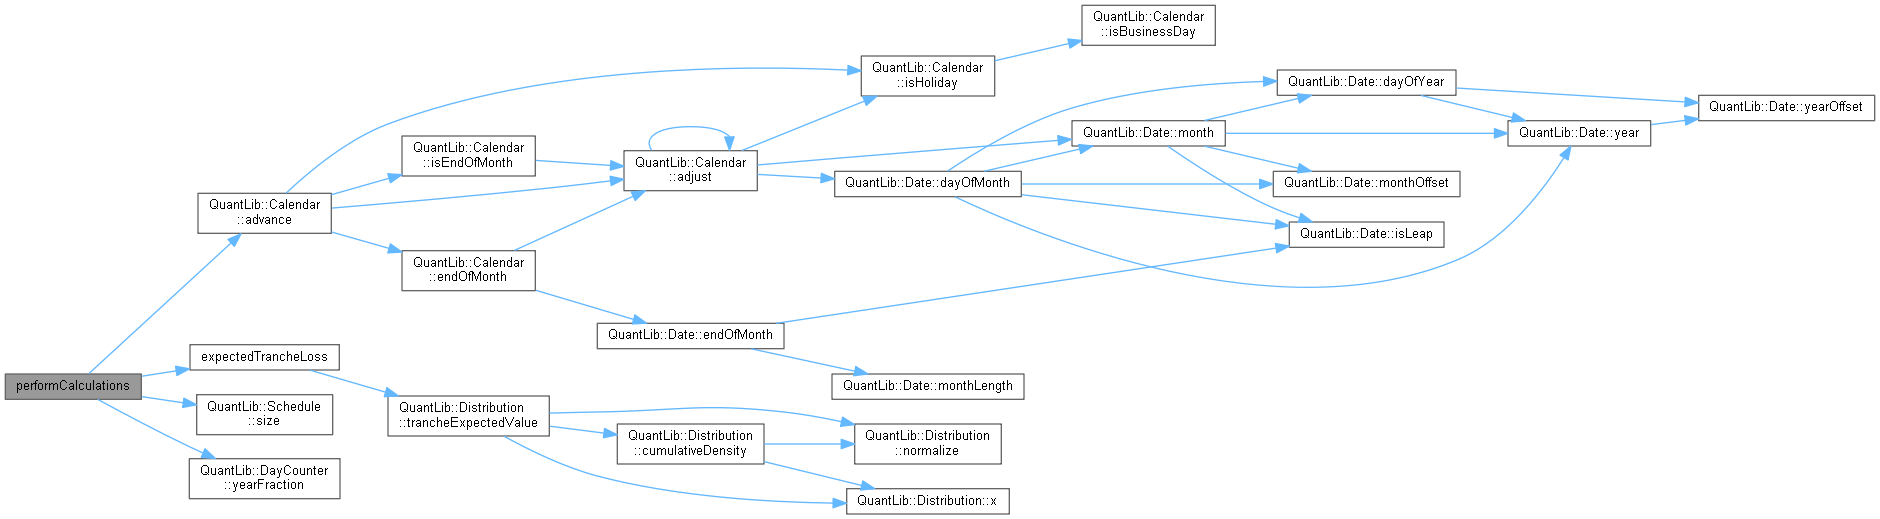 performCalculations
QuantLib::Calendar
::advance
expectedTrancheLoss
QuantLib::Schedule
::size
QuantLib::DayCounter
::yearFraction
QuantLib::Calendar
::isEndOfMonth
QuantLib::Calendar
::endOfMonth
QuantLib::Distribution
::trancheExpectedValue
QuantLib::Calendar
::adjust
QuantLib::Date::endOfMonth
QuantLib::Distribution
::cumulativeDensity
QuantLib::Calendar
::isHoliday
QuantLib::Date::dayOfMonth
QuantLib::Date::monthLength
QuantLib::Distribution
::normalize
QuantLib::Distribution::x
QuantLib::Calendar
::isBusinessDay
QuantLib::Date::month
QuantLib::Date::dayOfYear
QuantLib::Date::monthOffset
QuantLib::Date::isLeap
QuantLib::Date::year
QuantLib::Date::yearOffset